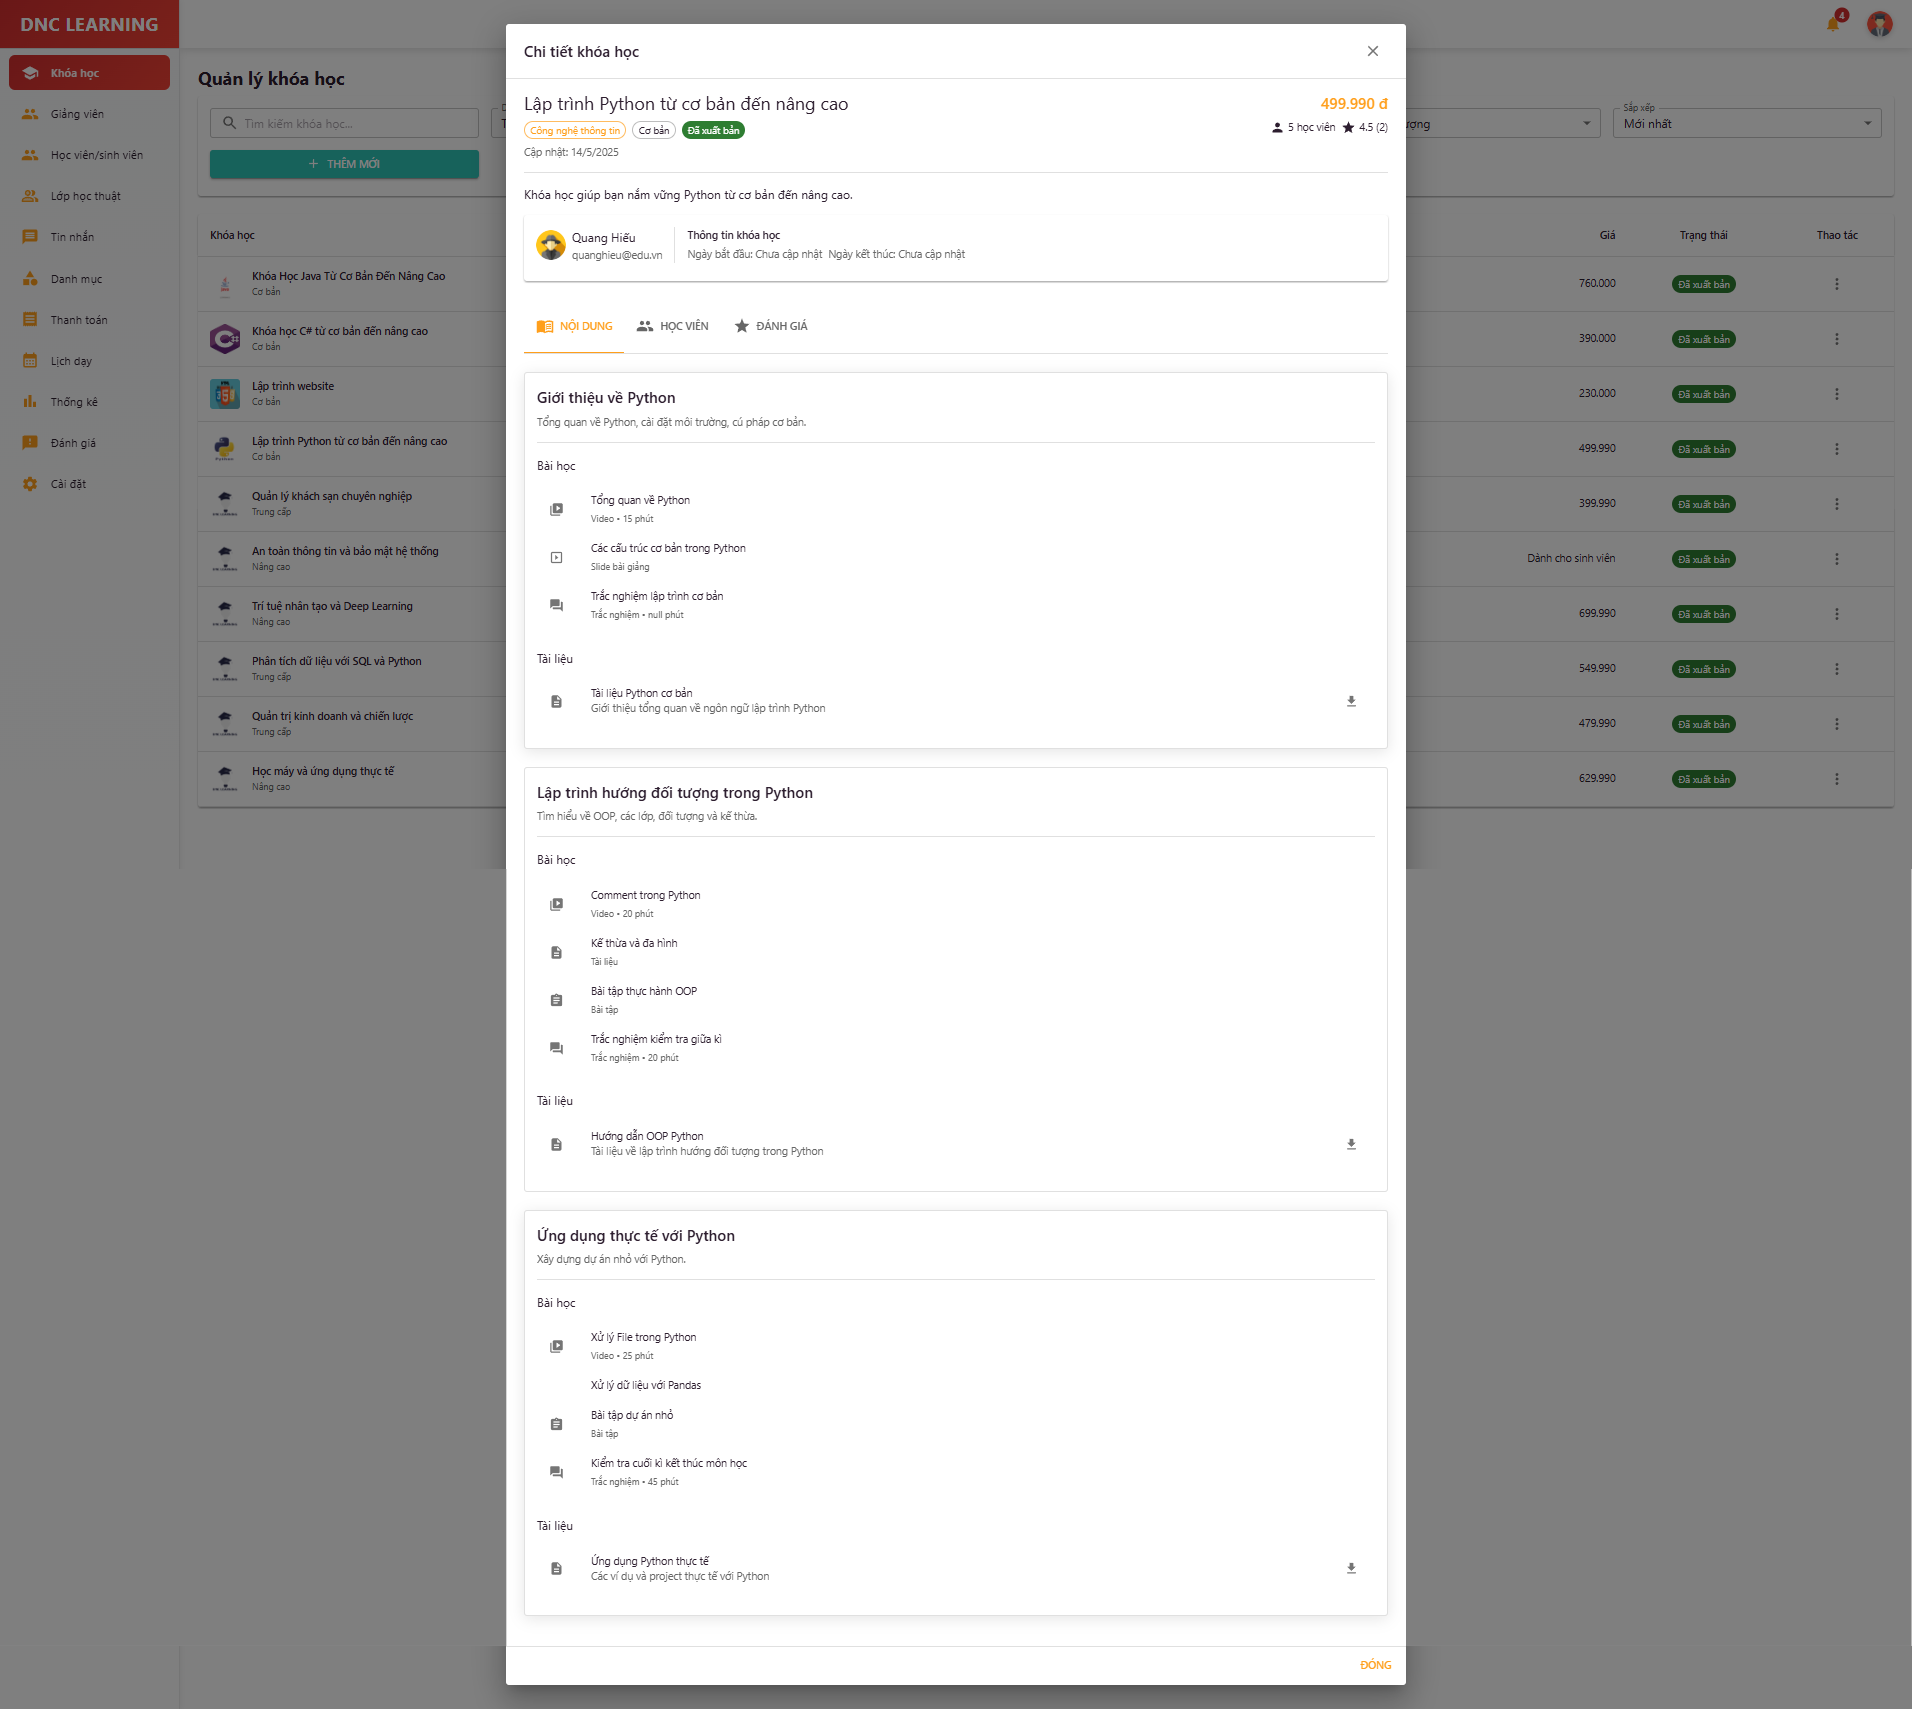 DNC LEARNING
4
Khóa học
Giảng viên
Học viên/sinh viên
Lớp học thuật
Tin nhắn
Danh mục
Thanh toán
Lịch dạy
Thống kê
Đánh giá
Cài đặt
Quản lý khóa học
Tìm kiếm khóa học...
THÊM MỚI
ượng
Sắp xếp
Mới nhất
Khóa học
Giá
Trạng thái
Thao tác
Khóa Học Java Từ Cơ Bản Đến Nâng Cao
Cơ bản
760.000
Đã xuất bản
Khóa học C# từ cơ bản đến nâng cao
Cơ bản
390.000
Đã xuất bản
Lập trình website
Cơ bản
230.000
Đã xuất bản
Lập trình Python từ cơ bản đến nâng cao
Cơ bản
499.990
Đã xuất bản
Quản lý khách sạn chuyên nghiệp
Trung cấp
399.990
Đã xuất bản
An toàn thông tin và bảo mật hệ thống
Nâng cao
Dành cho sinh viên
Đã xuất bản
Trí tuệ nhân tạo và Deep Learning
Nâng cao
699.990
Đã xuất bản
Phân tích dữ liệu với SQL và Python
Trung cấp
549.990
Đã xuất bản
Quản trị kinh doanh và chiến lược
Trung cấp
479.990
Đã xuất bản
Học máy và ứng dụng thực tế
Nâng cao
629.990
Đã xuất bản
Chi tiết khóa học
Lập trình Python từ cơ bản đến nâng cao
499.990 đ
Công nghệ thông tin
Cơ bản
Đã xuất bản
5 học viên
4.5 (2)
Cập nhật: 14/5/2025
Khóa học giúp bạn nắm vững Python từ cơ bản đến nâng cao.
Quang Hiếu
quanghieu@edu.vn
Thông tin khóa học
Ngày bắt đầu: Chưa cập nhật Ngày kết thúc: Chưa cập nhật
NỘI DUNG
HỌC VIÊN
ĐÁNH GIÁ
Giới thiệu về Python
Tổng quan về Python, cài đặt môi trường, cú pháp cơ bản.
Bài học
Tổng quan về Python
Video • 15 phút
Các cấu trúc cơ bản trong Python
Slide bài giảng
Trắc nghiệm lập trình cơ bản
Trắc nghiệm • null phút
Tài liệu
Tài liệu Python cơ bản
Giới thiệu tổng quan về ngôn ngữ lập trình Python
Lập trình hướng đối tượng trong Python
Tìm hiểu về OOP, các lớp, đối tượng và kế thừa.
Bài học
Comment trong Python
Video • 20 phút
Kế thừa và đa hình
Tài liệu
Bài tập thực hành OOP
Bài tập
Trắc nghiệm kiểm tra giữa kì
Trắc nghiệm • 20 phút
Tài liệu
Hướng dẫn OOP Python
Tài liệu về lập trình hướng đối tượng trong Python
Ứng dụng thực tế với Python
Xây dựng dự án nhỏ với Python.
Bài học
Xử lý File trong Python
Video • 25 phút
Xử lý dữ liệu với Pandas
Bài tập dự án nhỏ
Bài tập
Kiểm tra cuối kì kết thúc môn học
Trắc nghiệm • 45 phút
Tài liệu
Ứng dụng Python thực tế
Các ví dụ và project thực tế với Python
ĐÓNG